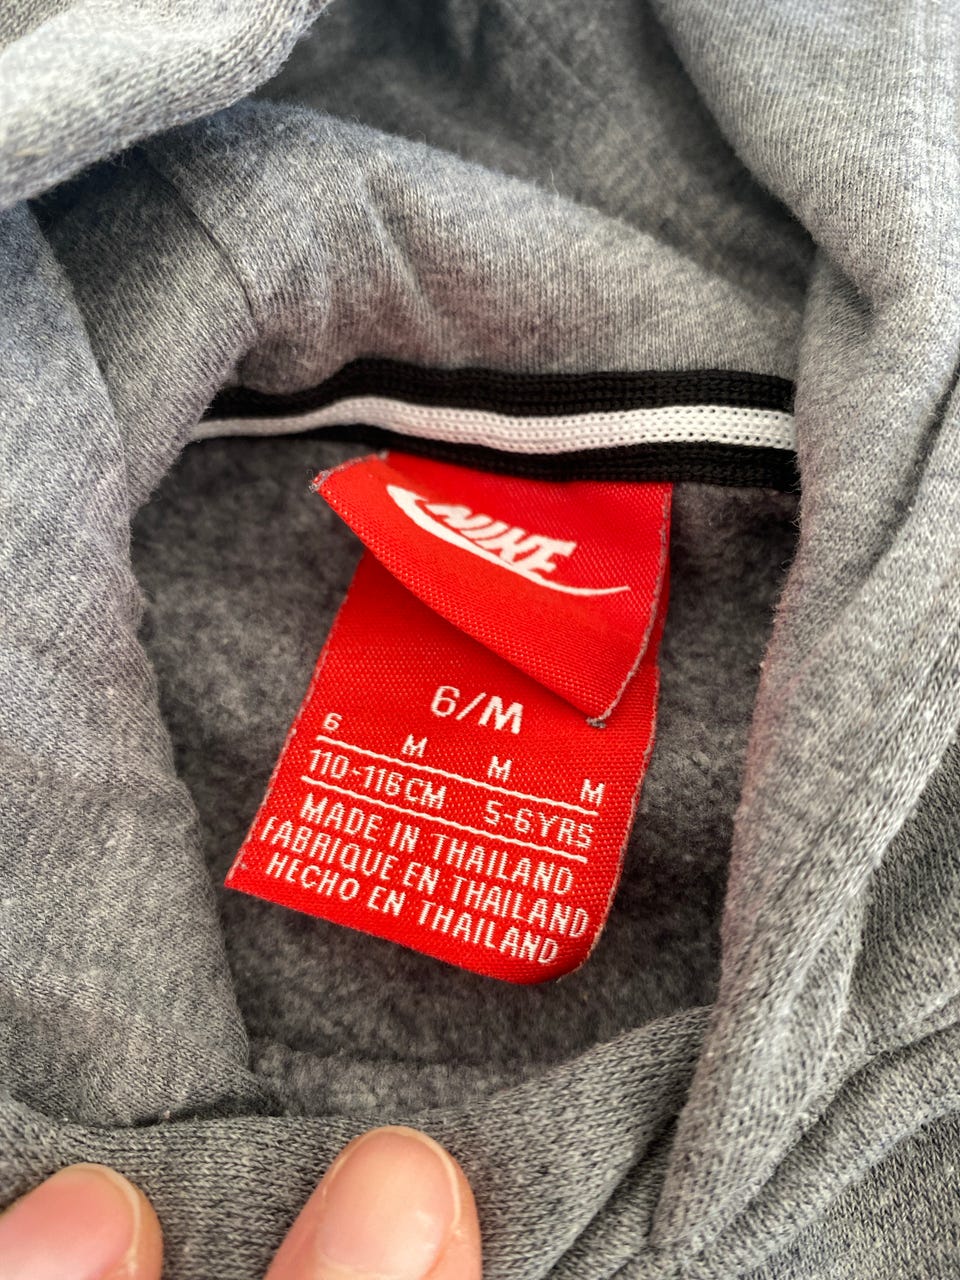 NIKE
6/M
6 M M M
110-116CM 5-6YRS
MADE IN THAILAND
FABRIQUE EN THAILAND
HECHO EN THAILAND